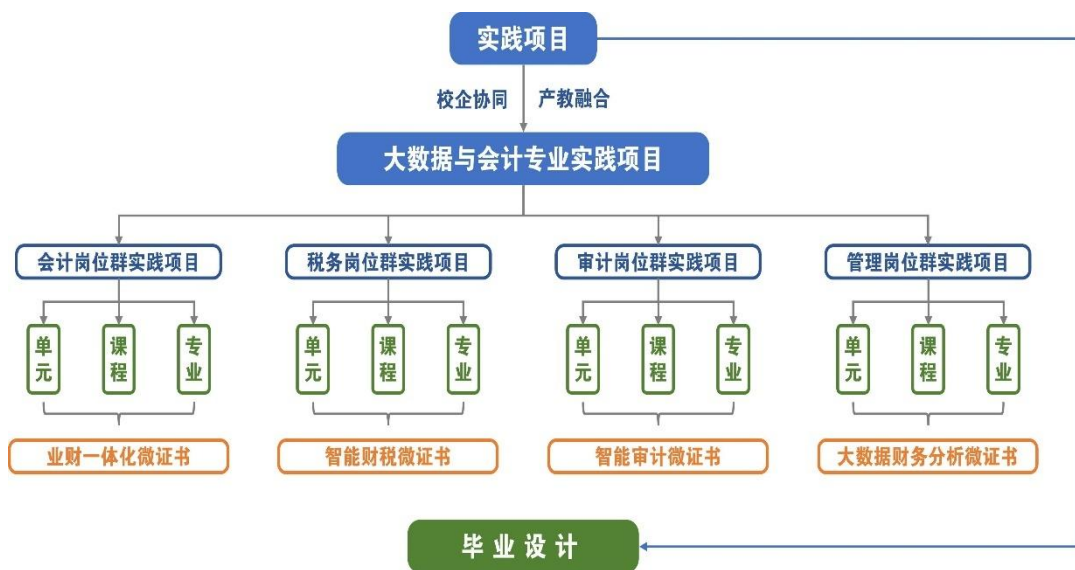 实践项目
校企协同 产教融合
大数据与会计专业实践项目
会计岗位群实践项目 税务岗位群实践项目 审计岗位群实践项目 管理岗位群实践项目
单元 课程 专业 单元 课程 专业 单元 课程 专业 单元 课程 专业
业财一体化微证书 智能财税微证书 智能审计微证书 大数据财务分析微证书
毕业设计